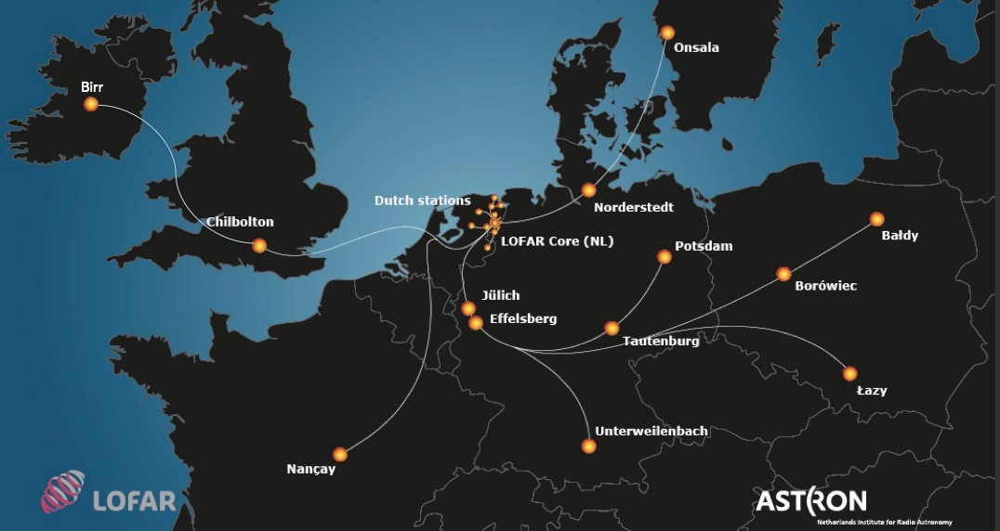 Onsala
Birr
Dutch stations
Norderstedt
Chilbolton
LOFAR Core (NL)
Bałdy
Potsdam
Borówiec
Jülich
Effelsberg
Tautenburg
Łazy
Unterweilenbach
Nançay
LOFAR
ASTRON
Netherlands Institute for Radio Astronomy